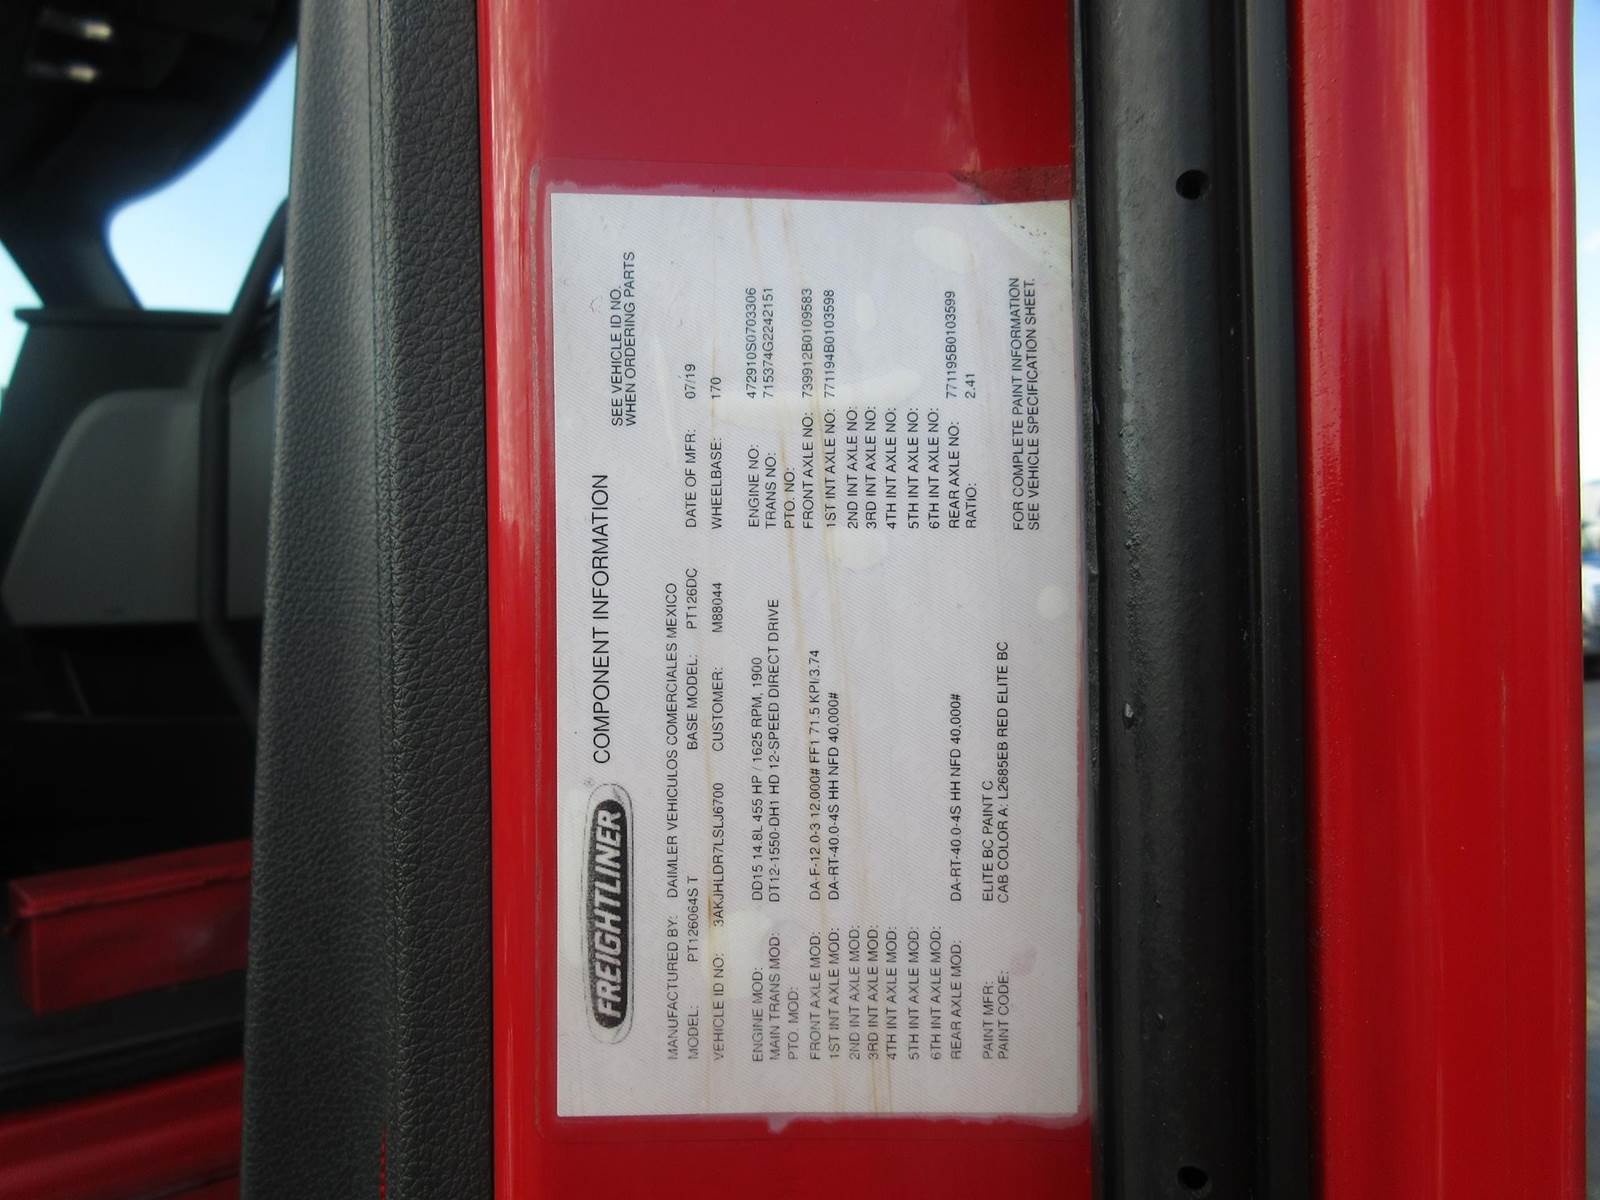 FREIGHTLINER® COMPONENT INFORMATION
SEE VEHICLE ID NO.
WHEN ORDERING PARTS
MANUFACTURED BY: DAIMLER VEHICULOS COMERCIALES MEXICO
MODEL: PT126064S T BASE MODEL: PT126DC DATE OF MFR: 07/19
VEHICLE ID NO: 3AKJHLDR7LSLJ6700 CUSTOMER: M88044 WHEELBASE: 170
ENGINE MOD: DD15 14.8L 455 HP / 1625 RPM, 1900 ENGINE NO: 472910S0703306
MAIN TRANS MOD: DT12-1550-DH1 HD 12-SPEED DIRECT DRIVE TRANS NO: 715374G2242151
PTO. MOD: PTO. NO:
FRONT AXLE MOD: DA-F-12.0-3 12,000# FF1 71.5 KPI/3.74 FRONT AXLE NO: 739912B0109583
1ST INT AXLE MOD: DA-RT-40.0-4S HH NFD 40,000# 1ST INT AXLE NO: 771194B0103598
2ND INT AXLE MOD: 2ND INT AXLE NO:
3RD INT AXLE MOD: 3RD INT AXLE NO:
4TH INT AXLE MOD: 4TH INT AXLE NO:
5TH INT AXLE MOD: 5TH INT AXLE NO:
6TH INT AXLE MOD: 6TH INT AXLE NO:
REAR AXLE MOD: DA-RT-40.0-4S HH NFD 40,000# REAR AXLE NO: 771195B0103599
RATIO: 2.41
PAINT MFR: ELITE BC PAINT C
PAINT CODE: CAB COLOR A: L2685EB RED ELITE BC
FOR COMPLETE PAINT INFORMATION
SEE VEHICLE SPECIFICATION SHEET.